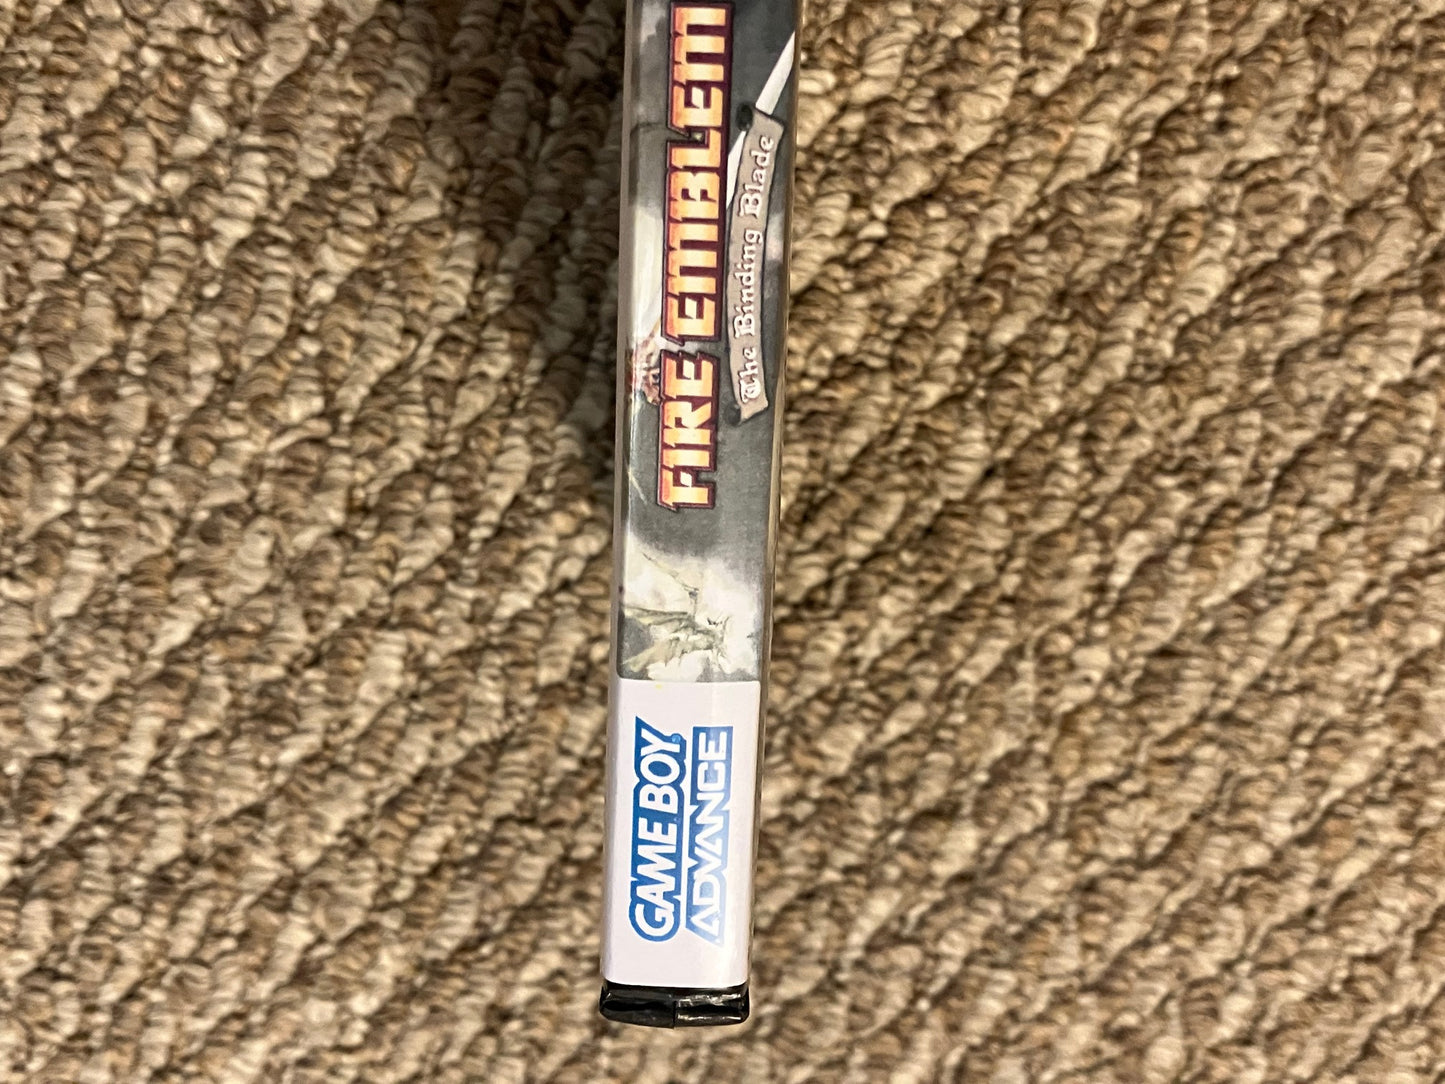 FIRE EMBLEM
The Binding Blade
GAME BOY
ADVANCE